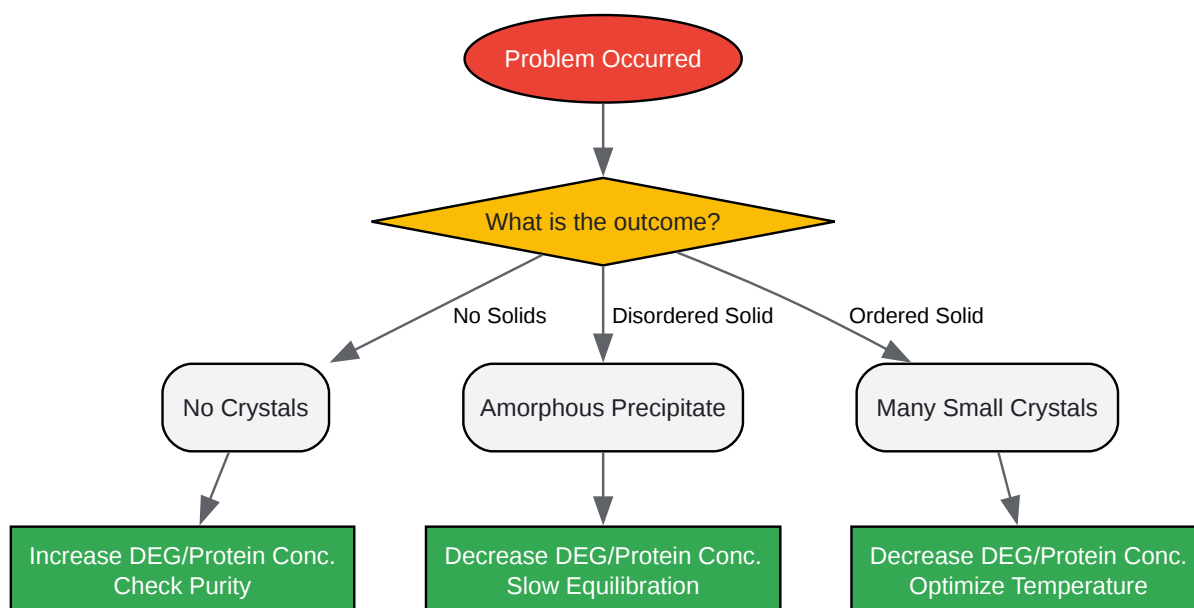 Problem Occurred
What is the outcome?
No Solids
Disordered Solid
Ordered Solid
No Crystals
Amorphous Precipitate
Many Small Crystals
Increase DEG/Protein Conc.
Check Purity
Decrease DEG/Protein Conc.
Slow Equilibration
Decrease DEG/Protein Conc.
Optimize Temperature